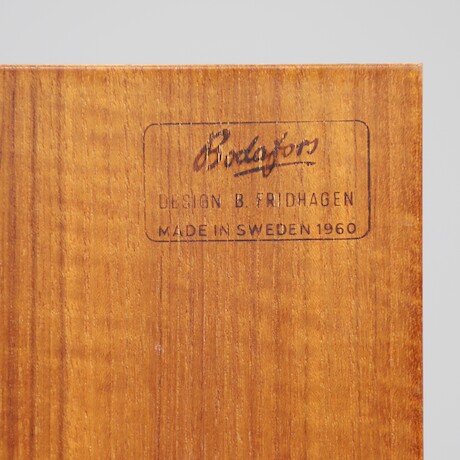 Bodafors
DESIGN B. FRIDHAGEN
MADE IN SWEDEN 1960